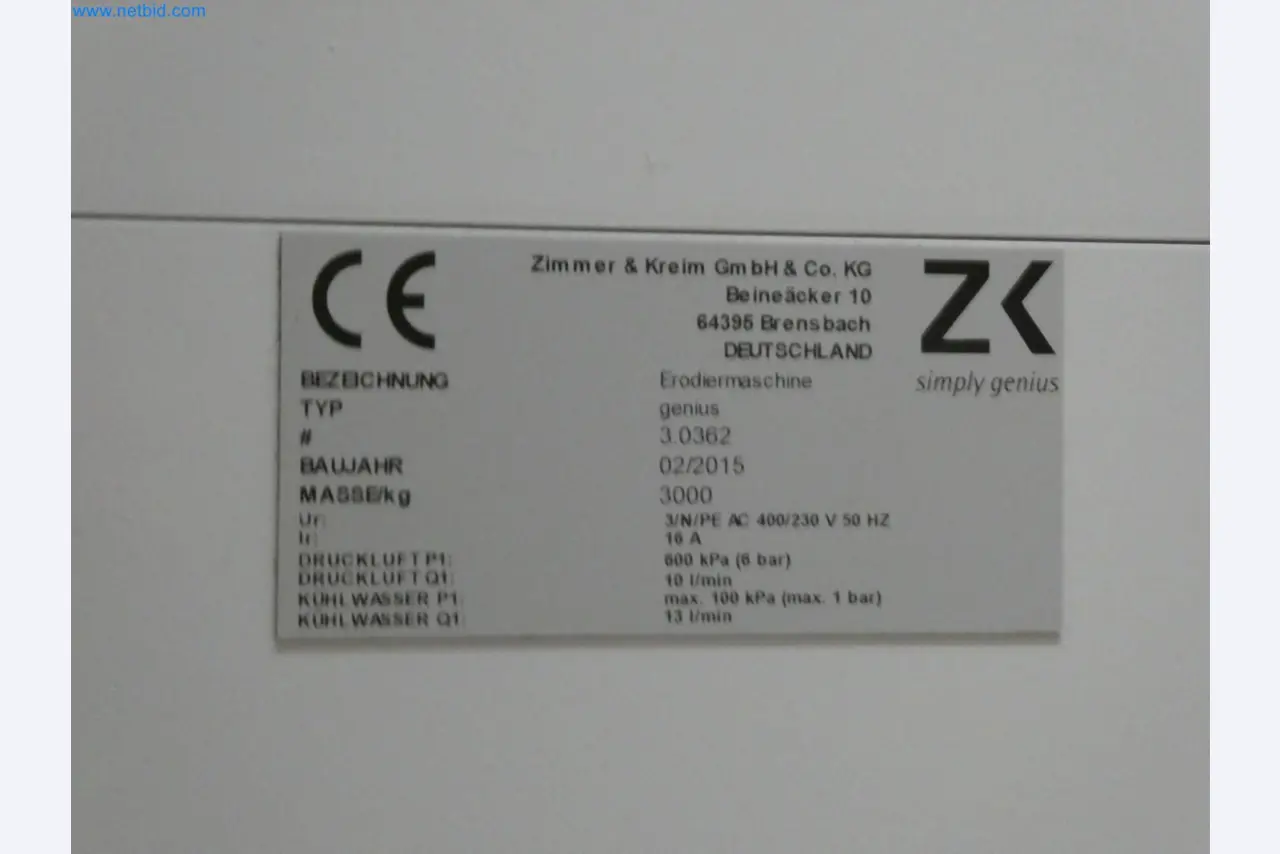 www.netbid.com
CE
Zimmer & Kreim GmbH & Co. KG
Beineäcker 10
64395 Brensbach
DEUTSCHLAND
ZK
simply genius
BEZEICHNUNG Erodiermaschine
TYP genius
# 3.0362
BAUJAHR 02/2015
MASSE/kg 3000
Ur: 3/N/PE AC 400/230 V 50 HZ
Ir: 16 A
DRUCKLUFT P1: 600 kPa (6 bar)
DRUCKLUFT Q1: 10 l/min
KÜHLWASSER P1: max. 100 kPa (max. 1 bar)
KÜHLWASSER Q1: 13 l/min